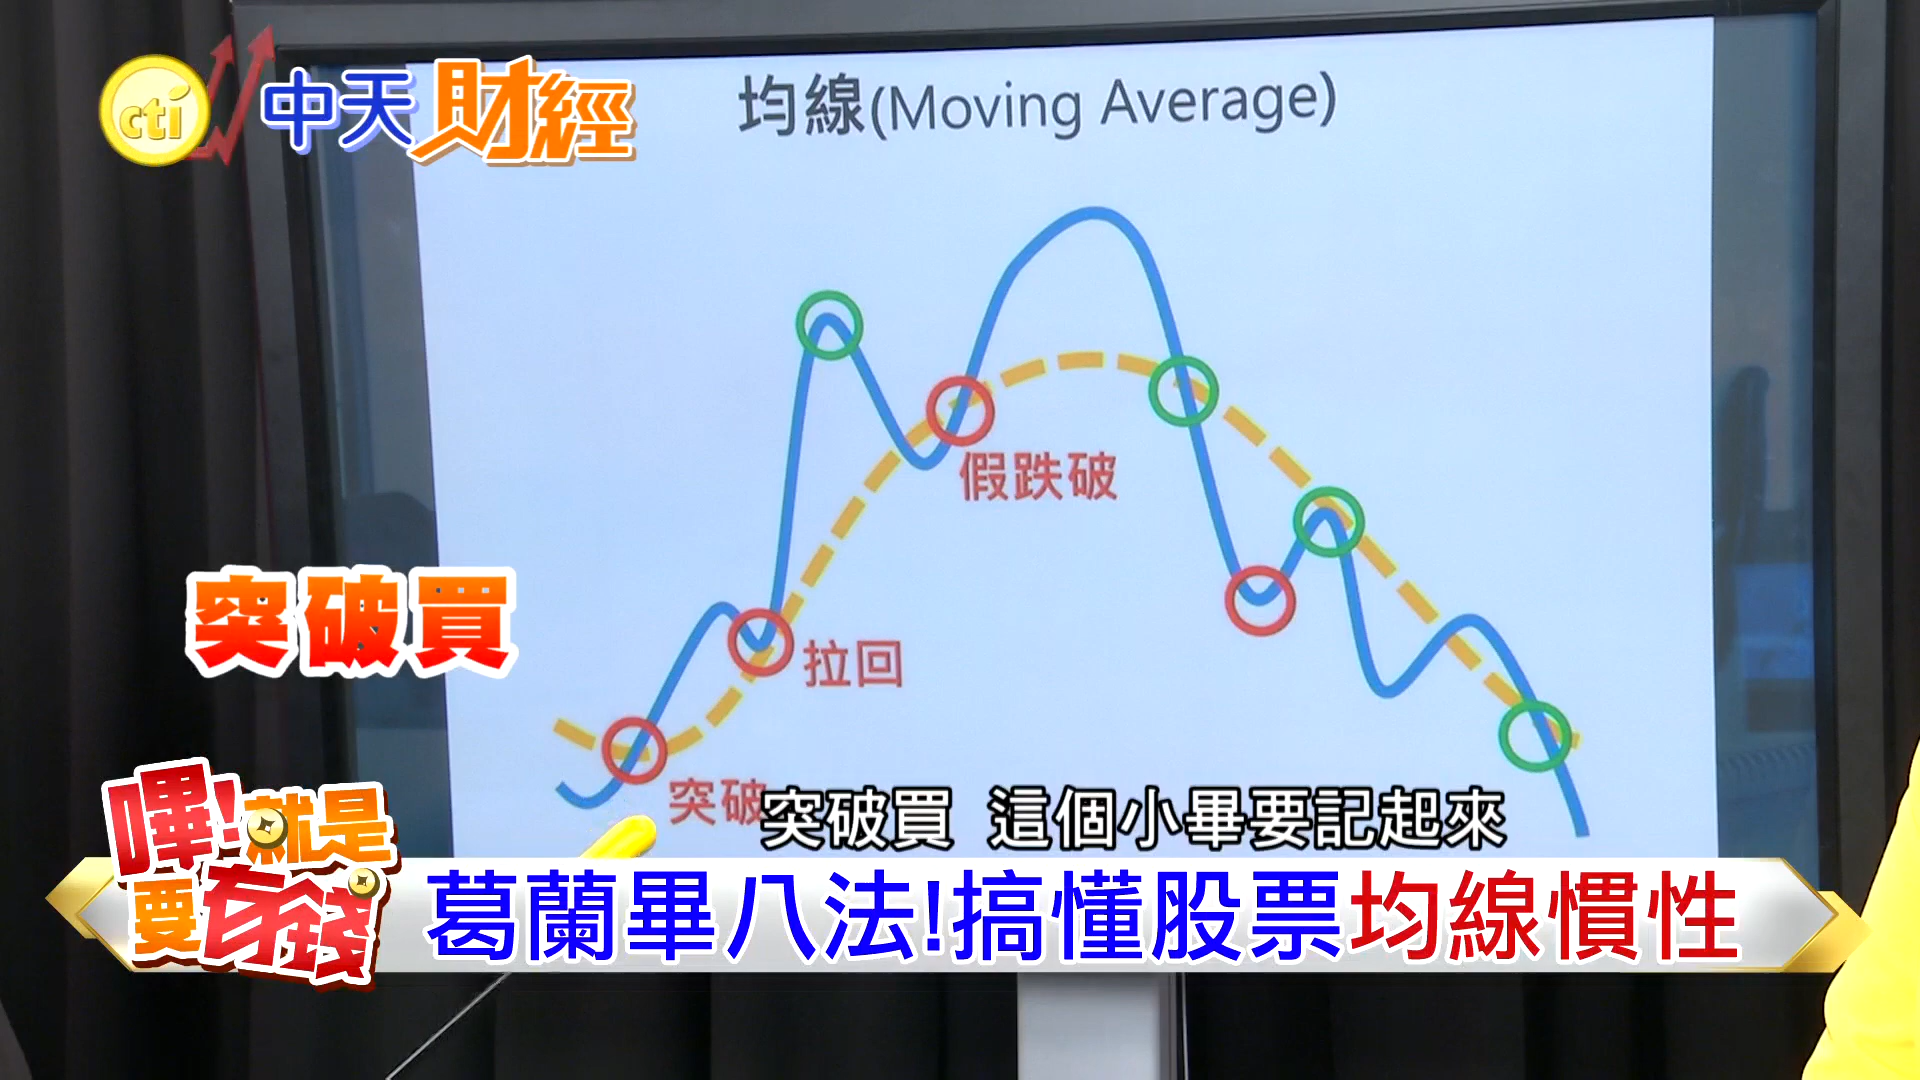 cti 中天財經
均線(Moving Average)
假跌破
突破買
拉回
突破
突破買 這個小畢要記起來
嗶!就是
要有錢
葛蘭畢八法!搞懂股票均線慣性